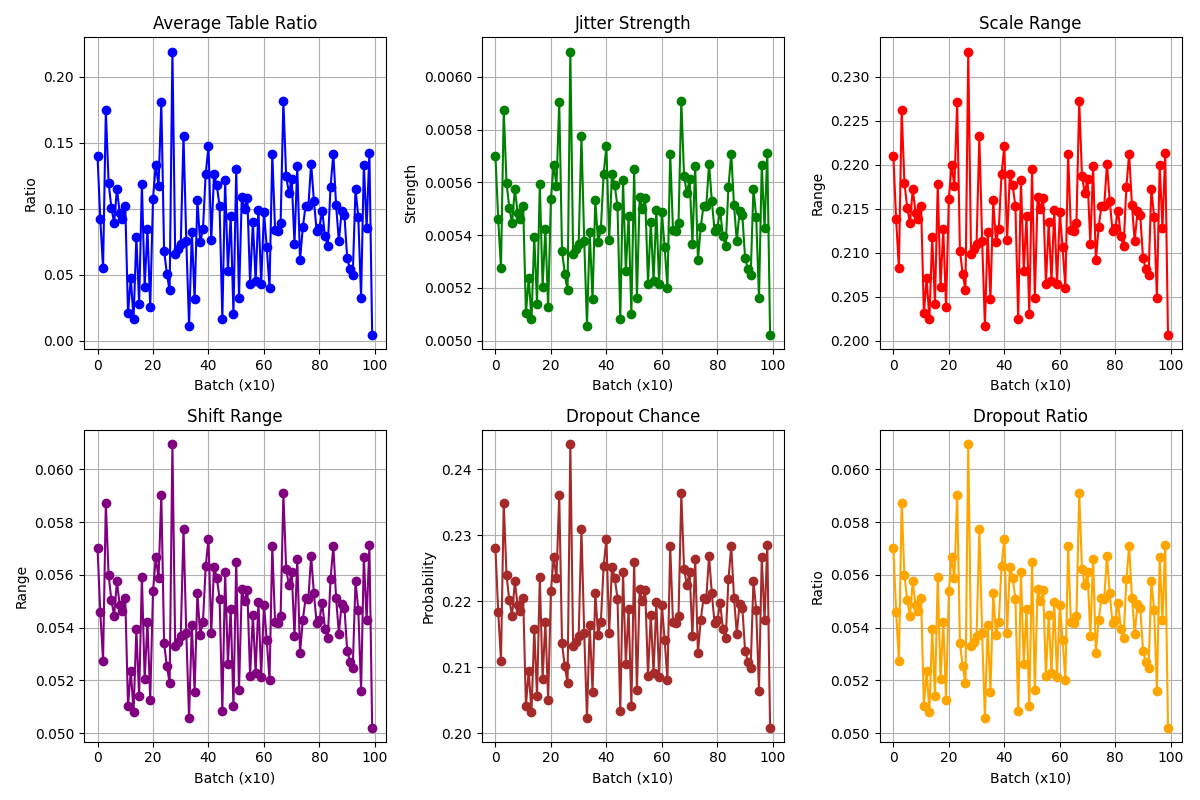 Average Table Ratio
Ratio
0.20
0.15
0.10
0.05
0.00
0 20 40 60 80 100
Batch (x10)
Jitter Strength
Strength
0.0060
0.0058
0.0056
0.0054
0.0052
0.0050
0 20 40 60 80 100
Batch (x10)
Scale Range
Range
0.230
0.225
0.220
0.215
0.210
0.205
0.200
0 20 40 60 80 100
Batch (x10)
Shift Range
Range
0.060
0.058
0.056
0.054
0.052
0.050
0 20 40 60 80 100
Batch (x10)
Dropout Chance
Probability
0.24
0.23
0.22
0.21
0.20
0 20 40 60 80 100
Batch (x10)
Dropout Ratio
Ratio
0.060
0.058
0.056
0.054
0.052
0.050
0 20 40 60 80 100
Batch (x10)